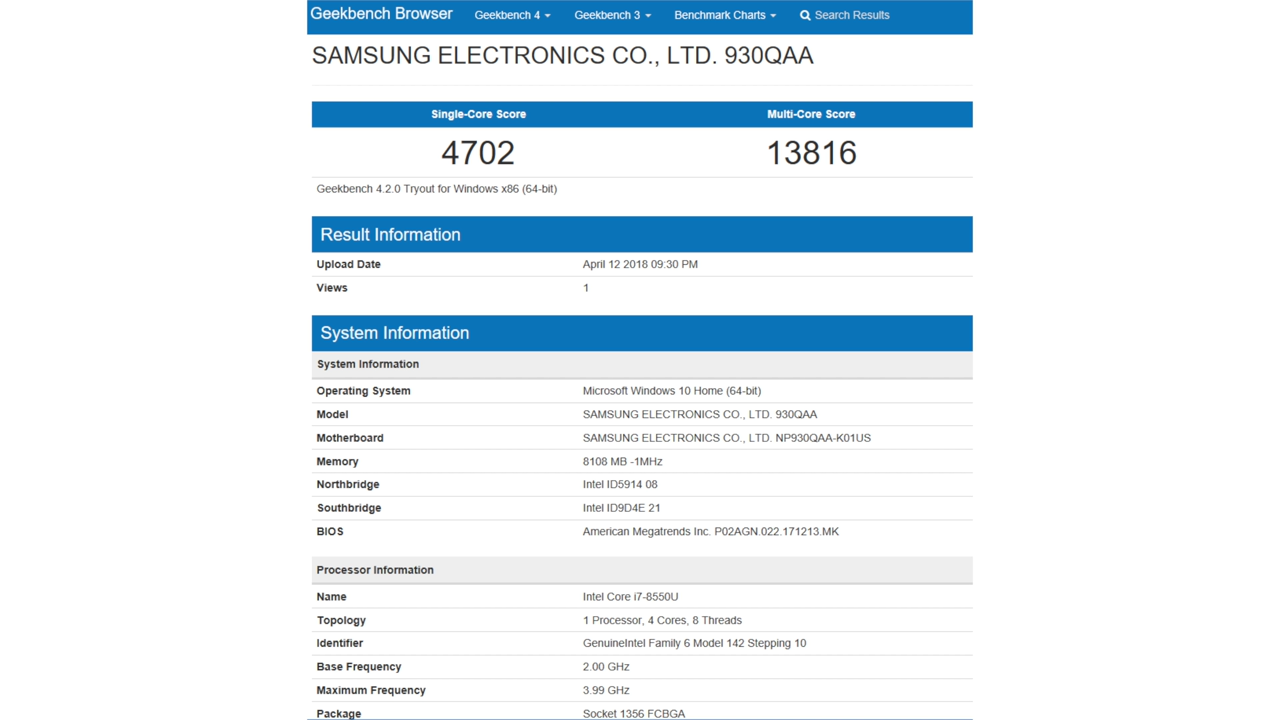 Geekbench Browser Geekbench 4 Geekbench 3 Benchmark Charts Search Results
SAMSUNG ELECTRONICS CO., LTD. 930QAA
Single-Core Score Multi-Core Score
4702 13816
Geekbench 4.2.0 Tryout for Windows x86 (64-bit)
Result Information
Upload Date April 12 2018 09:30 PM
Views 1
System Information
System Information
Operating System Microsoft Windows 10 Home (64-bit)
Model SAMSUNG ELECTRONICS CO., LTD. 930QAA
Motherboard SAMSUNG ELECTRONICS CO., LTD. NP930QAA-K01US
Memory 8108 MB -1MHz
Northbridge Intel ID5914 08
Southbridge Intel ID9D4E 21
BIOS American Megatrends Inc. P02AGN.022.171213.MK
Processor Information
Name Intel Core i7-8550U
Topology 1 Processor, 4 Cores, 8 Threads
Identifier GenuineIntel Family 6 Model 142 Stepping 10
Base Frequency 2.00 GHz
Maximum Frequency 3.99 GHz
Package Socket 1356 FCBGA